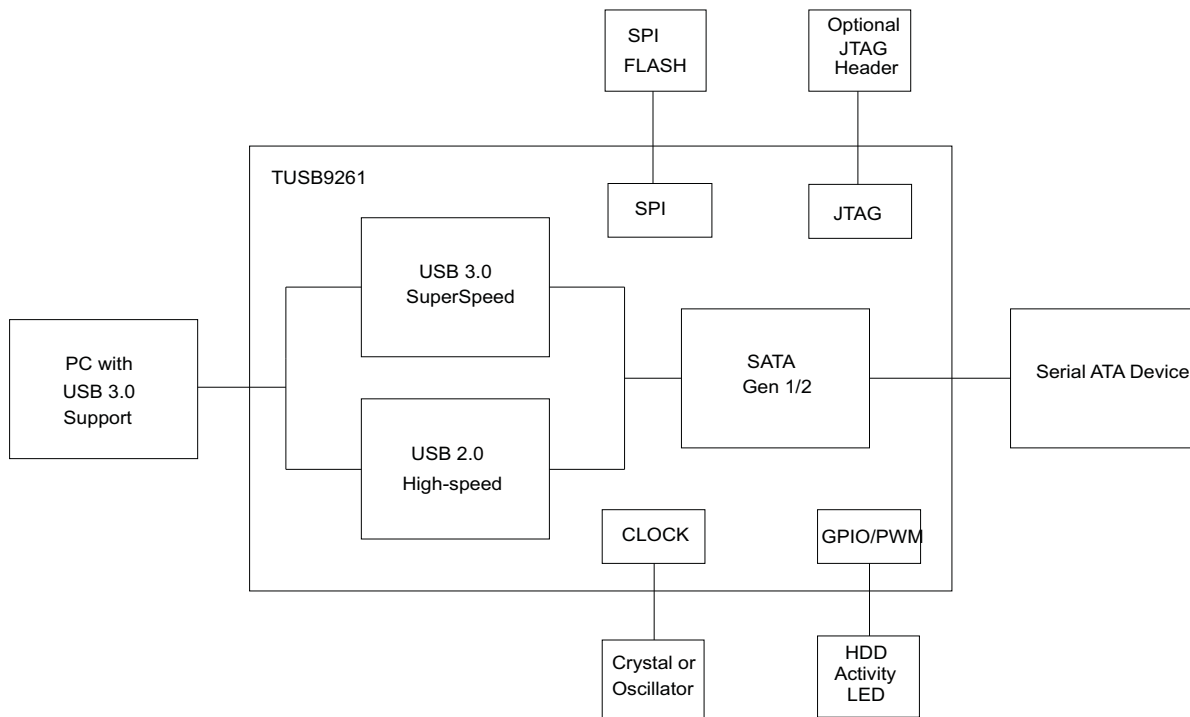 SPI
FLASH
Optional
JTAG
Header
TUSB9261
SPI
JTAG
USB 3.0
SuperSpeed
PC with
USB 3.0
Support
SATA
Gen 1/2
Serial ATA Device
USB 2.0
High-speed
CLOCK
GPIO/PWM
Crystal or
Oscillator
HDD
Activity
LED